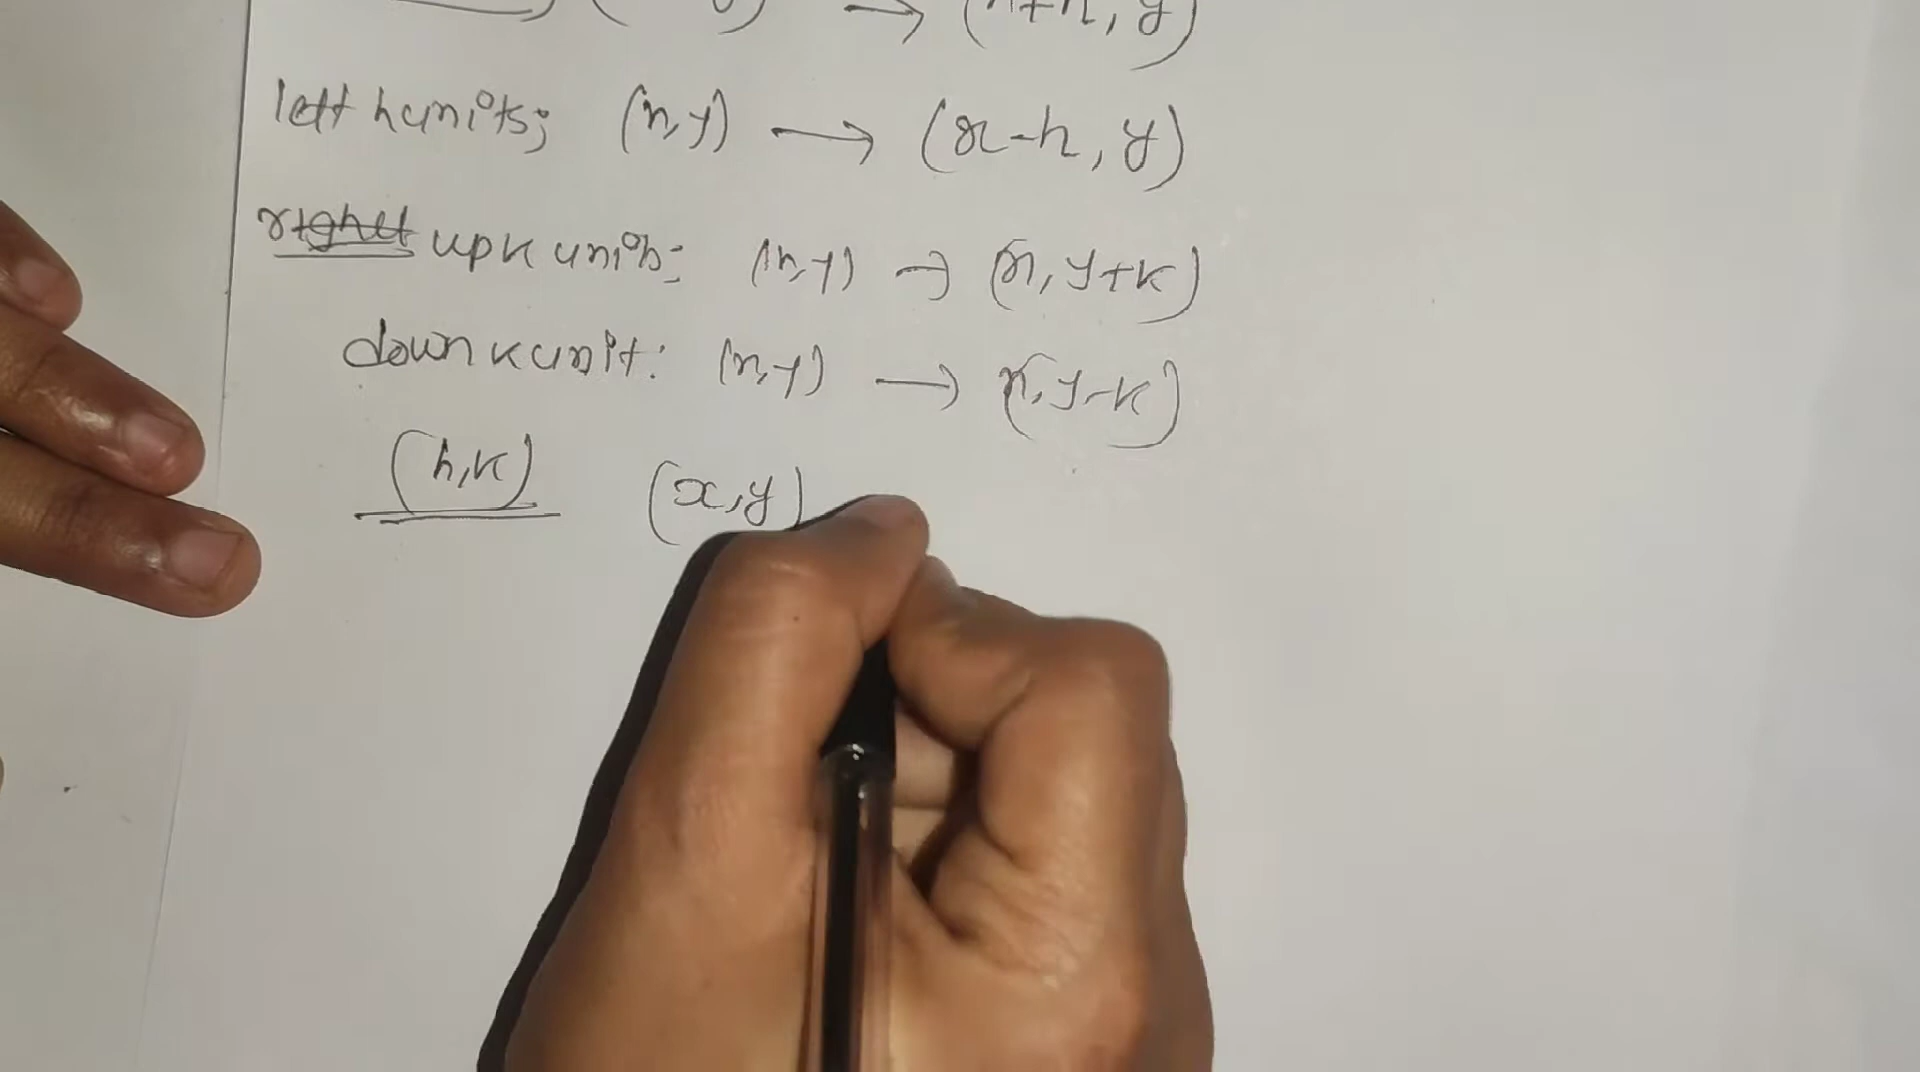 → (x+h, y)
left h units; (x,y) → (x-h, y)
right up k units: (x,y) → (x, y+k)
down k unit: (x,y) → (x, y-k)
(h,k) (x,y)